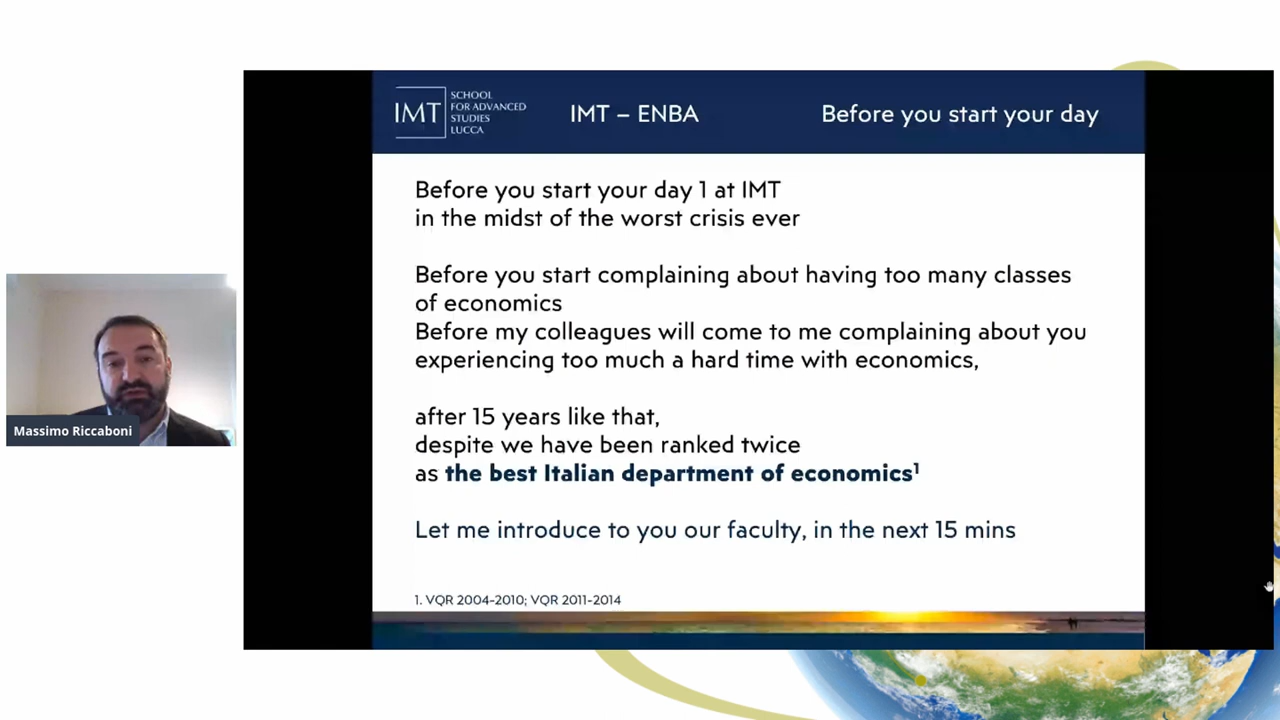 IMT
SCHOOL
FOR ADVANCED
STUDIES
LUCCA
IMT – ENBA
Before you start your day
Before you start your day 1 at IMT
in the midst of the worst crisis ever
Before you start complaining about having too many classes
of economics
Before my colleagues will come to me complaining about you
experiencing too much a hard time with economics,
after 15 years like that,
despite we have been ranked twice
as the best Italian department of economics¹
Let me introduce to you our faculty, in the next 15 mins
1. VQR 2004-2010; VQR 2011-2014
Massimo Riccaboni